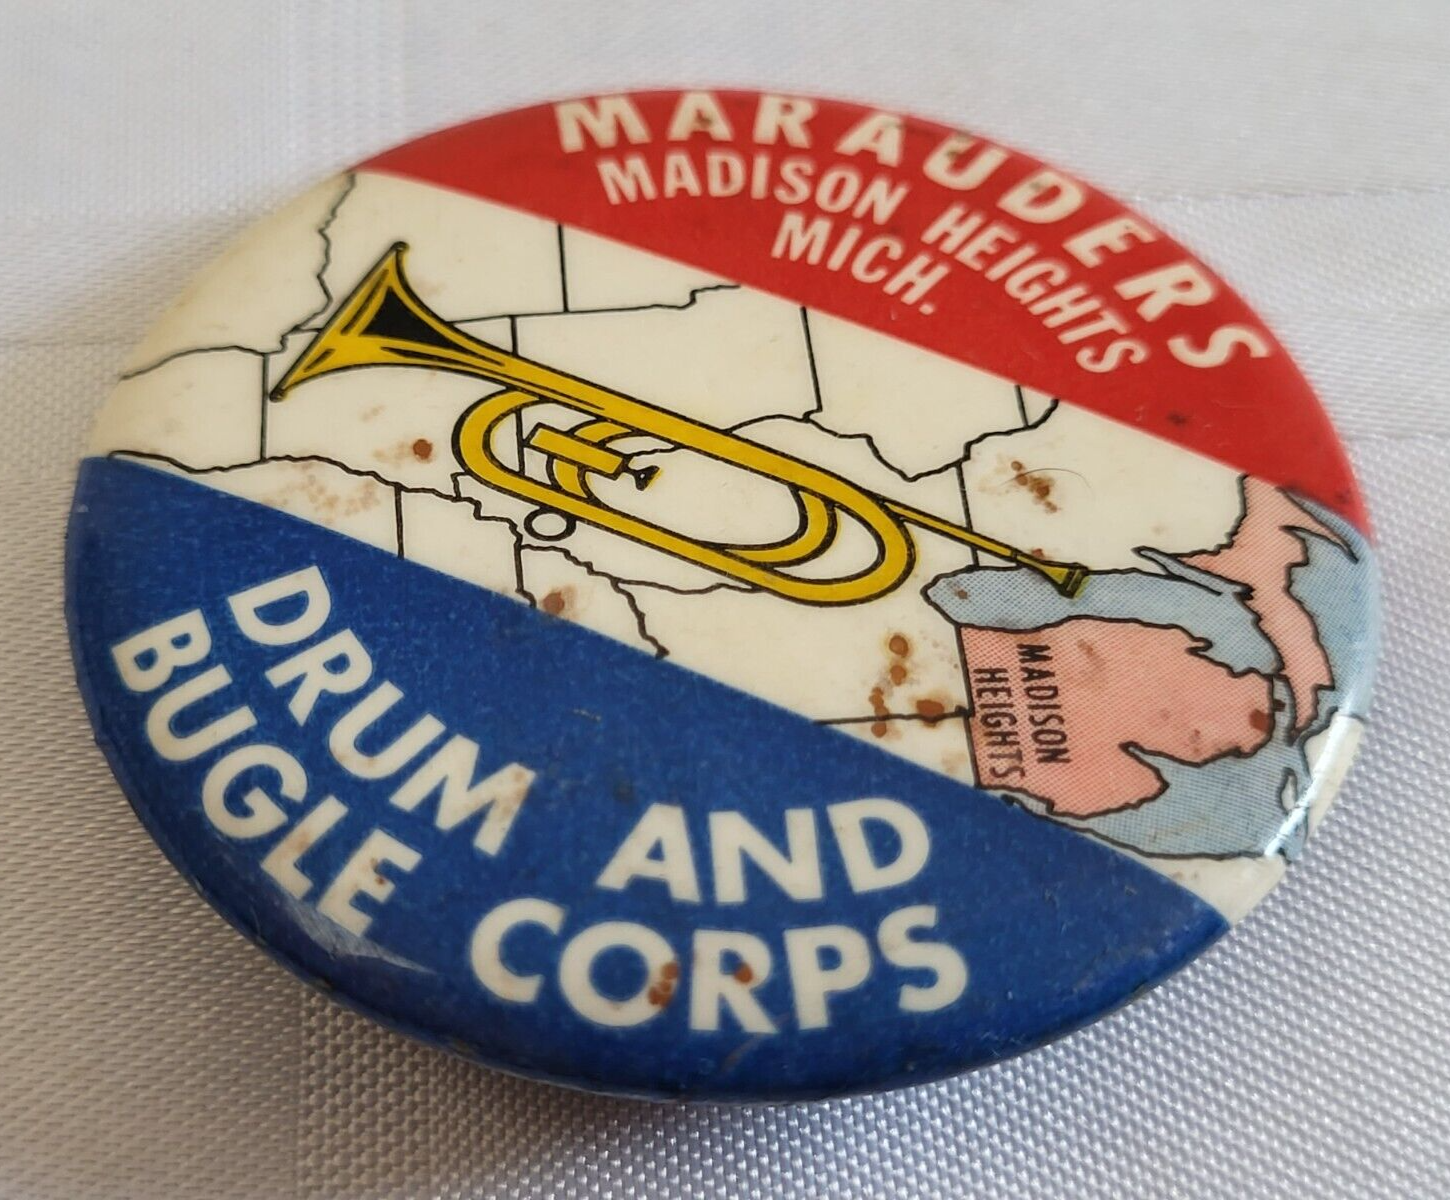 MARAUDERS
MADISON HEIGHTS
MICH.
MADISON
HEIGHTS
DRUM AND
BUGLE CORPS